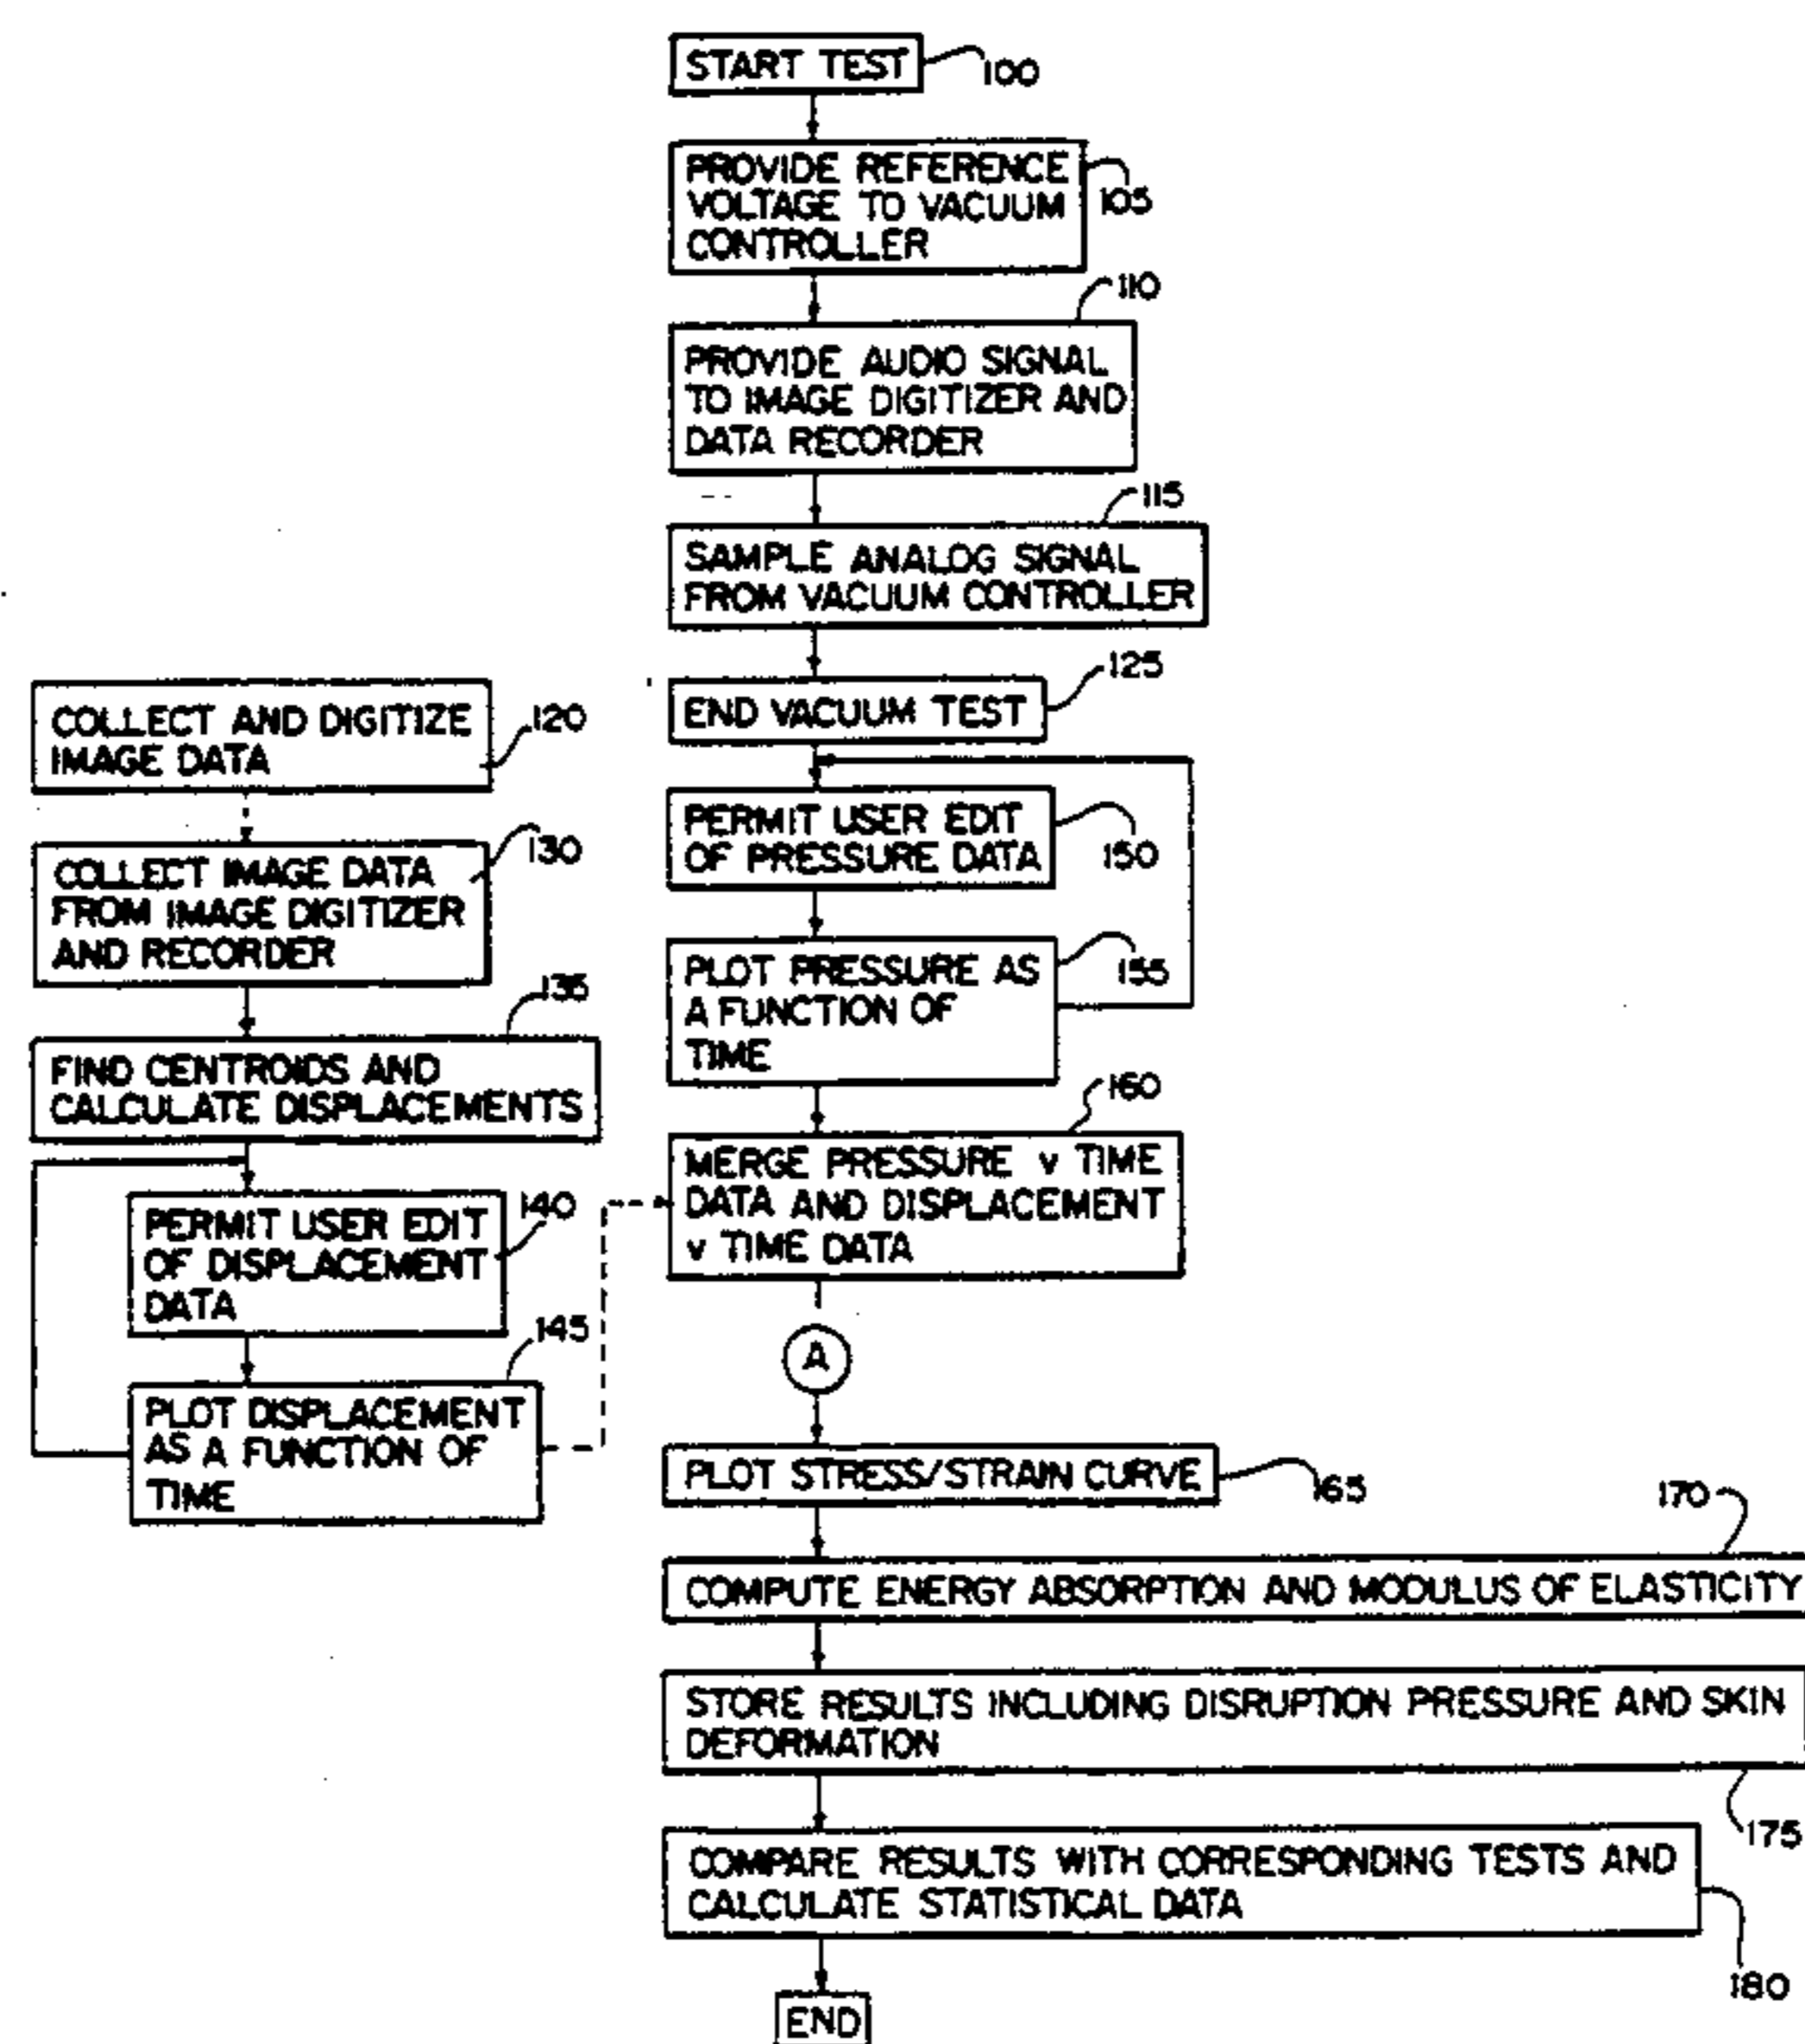 START TEST
100
PROVIDE REFERENCE
VOLTAGE TO VACUUM
CONTROLLER
105
110
PROVIDE AUDIO SIGNAL
TO IMAGE DIGITIZER AND
DATA RECORDER
115
SAMPLE ANALOG SIGNAL
FROM VACUUM CONTROLLER
125
END VACUUM TEST
COLLECT AND DIGITIZE
IMAGE DATA
120
COLLECT IMAGE DATA
FROM IMAGE DIGITIZER
AND RECORDER
130
135
FIND CENTROIDS AND
CALCULATE DISPLACEMENTS
PERMIT USER EDIT
OF DISPLACEMENT
DATA
140
145
PLOT DISPLACEMENT
AS A FUNCTION OF
TIME
PERMIT USER EDIT
OF PRESSURE DATA
150
PLOT PRESSURE AS
A FUNCTION OF
TIME
155
160
MERGE PRESSURE v TIME
DATA AND DISPLACEMENT
v TIME DATA
A
PLOT STRESS/STRAIN CURVE
165
170
COMPUTE ENERGY ABSORPTION AND MODULUS OF ELASTICITY
STORE RESULTS INCLUDING DISRUPTION PRESSURE AND SKIN
DEFORMATION
175
COMPARE RESULTS WITH CORRESPONDING TESTS AND
CALCULATE STATISTICAL DATA
180
END